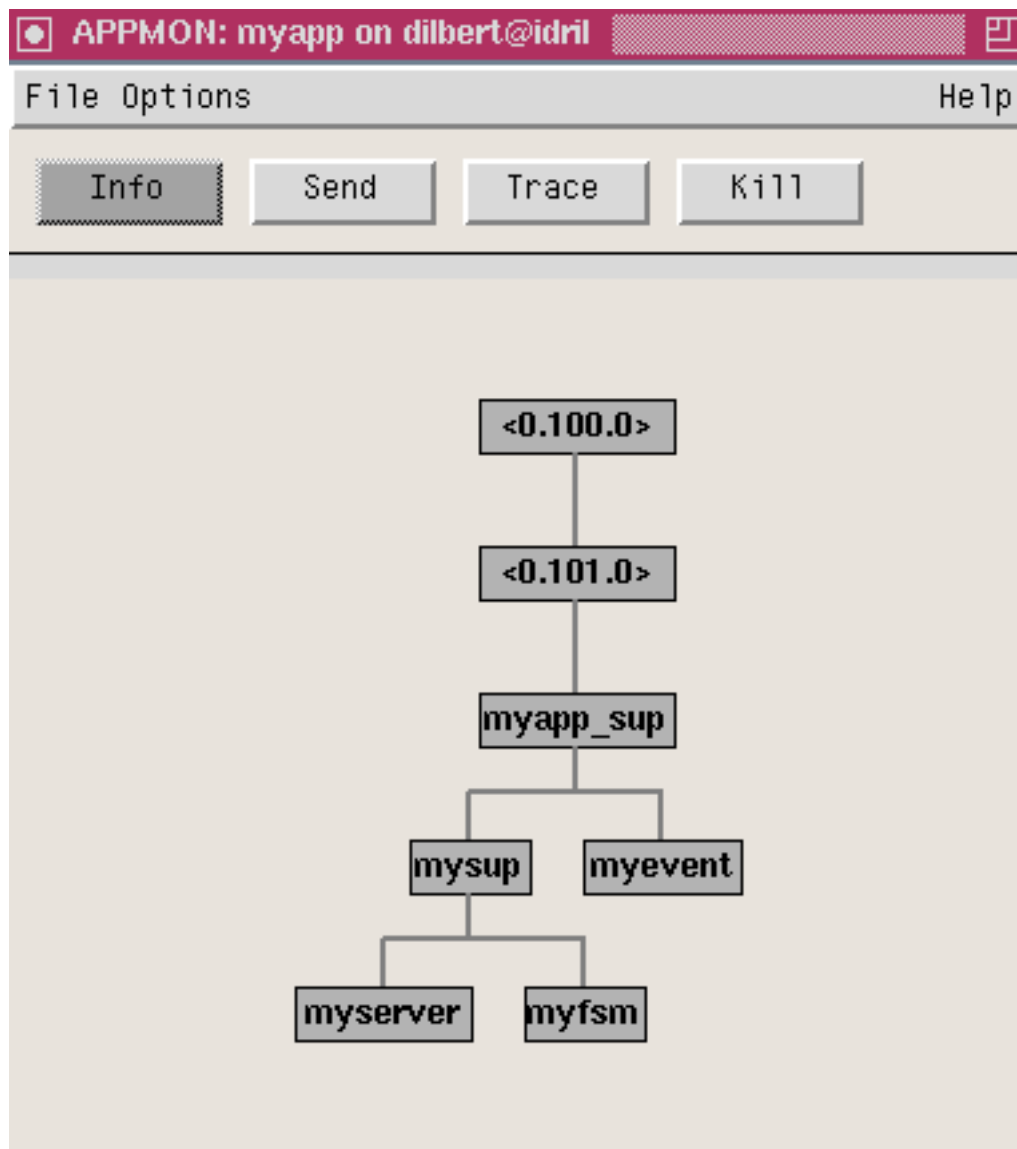 APPMON: myapp on dilbert@idril
File Options Help
Info Send Trace Kill
<0.100.0>
<0.101.0>
myapp_sup
mysup myevent
myserver myfsm